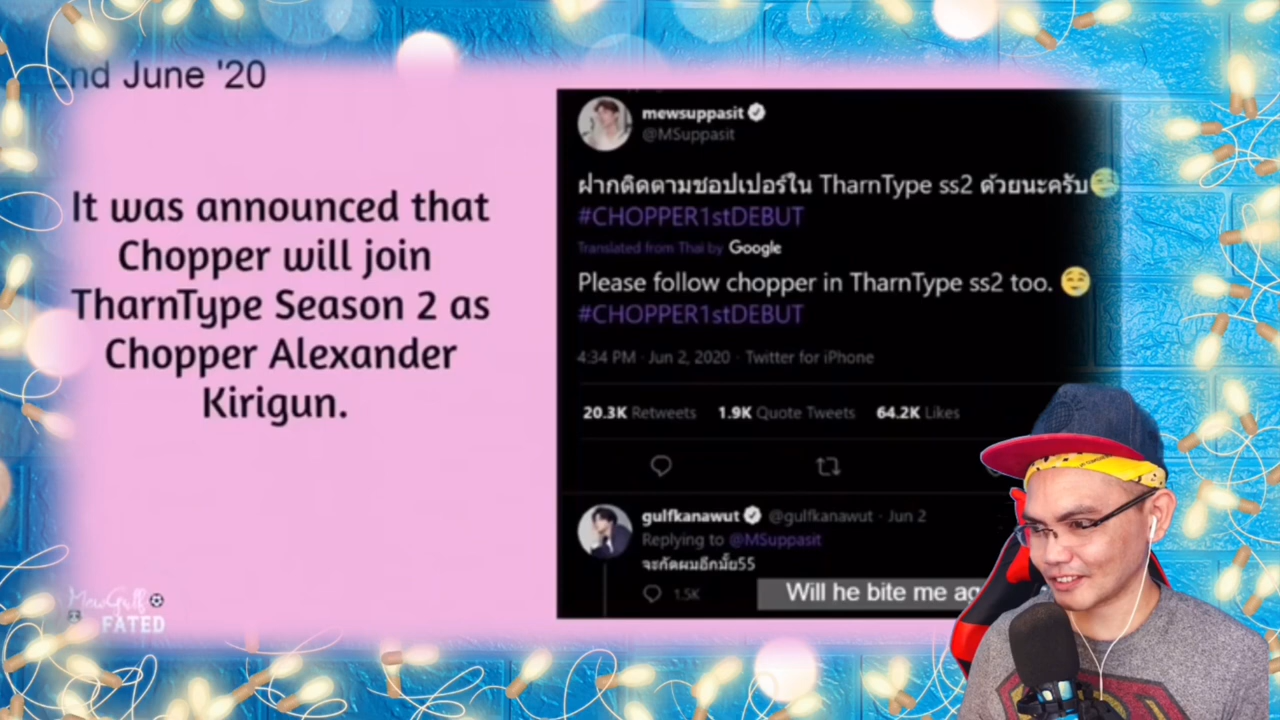 nd June '20
It was announced that
Chopper will join
TharnType Season 2 as
Chopper Alexander
Kirigun.
MewGulf
FATED
mewsuppasit
@MSuppasit
ฝากติดตามชอปเปอร์ใน TharnType ss2 ด้วยนะครับ😊
#CHOPPER1stDEBUT
Translated from Thai by Google
Please follow chopper in TharnType ss2 too. ☺️
#CHOPPER1stDEBUT
4:34 PM · Jun 2, 2020 · Twitter for iPhone
20.3K Retweets 1.9K Quote Tweets 64.2K Likes
gulfkanawut @gulfkanawut · Jun 2
Replying to @MSuppasit
จะกัดผมอีกมั้ย55
1.5K
Will he bite me ag